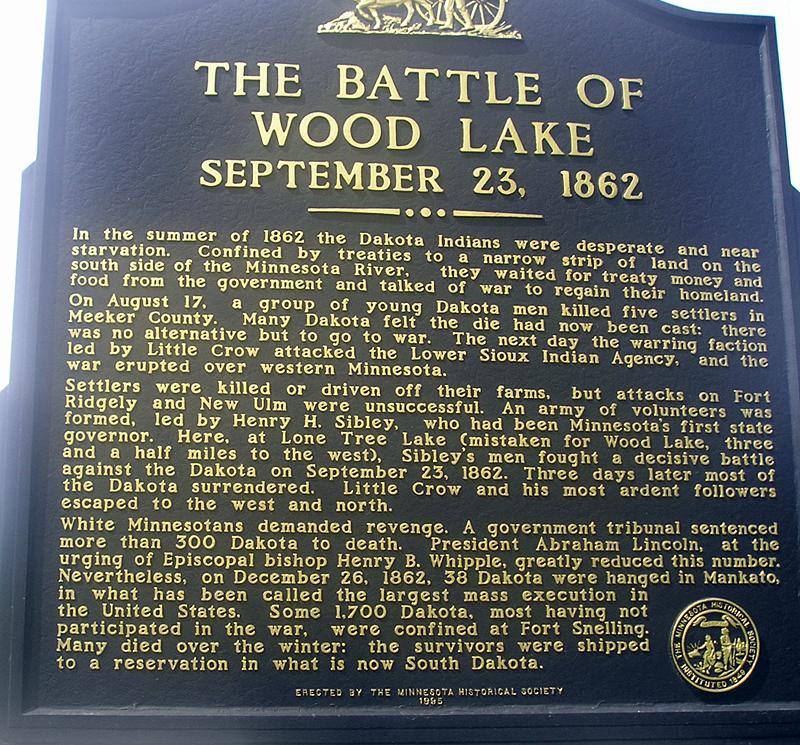 THE BATTLE OF
WOOD LAKE
SEPTEMBER 23, 1862
In the summer of 1862 the Dakota Indians were desperate and near
starvation. Confined by treaties to a narrow strip of land on the
south side of the Minnesota River, they waited for treaty money and
food from the government and talked of war to regain their homeland.
On August 17, a group of young Dakota men killed five settlers in
Meeker County. Many Dakota felt the die had now been cast: there
was no alternative but to go to war. The next day the warring faction
led by Little Crow attacked the Lower Sioux Indian Agency, and the
war erupted over western Minnesota.
Settlers were killed or driven off their farms, but attacks on Fort
Ridgely and New Ulm were unsuccessful. An army of volunteers was
formed, led by Henry H. Sibley, who had been Minnesota's first state
governor. Here, at Lone Tree Lake (mistaken for Wood Lake, three
and a half miles to the west), Sibley's men fought a decisive battle
against the Dakota on September 23, 1862. Three days later most of
the Dakota surrendered. Little Crow and his most ardent followers
escaped to the west and north.
White Minnesotans demanded revenge. A government tribunal sentenced
more than 300 Dakota to death. President Abraham Lincoln, at the
urging of Episcopal bishop Henry B. Whipple, greatly reduced this number.
Nevertheless, on December 26, 1862, 38 Dakota were hanged in Mankato,
in what has been called the largest mass execution in
the United States. Some 1,700 Dakota, most having not
participated in the war, were confined at Fort Snelling.
Many died over the winter: the survivors were shipped
to a reservation in what is now South Dakota.
THE MINNESOTA HISTORICAL SOCIETY
INSTITUTED 1849
ERECTED BY THE MINNESOTA HISTORICAL SOCIETY
1995